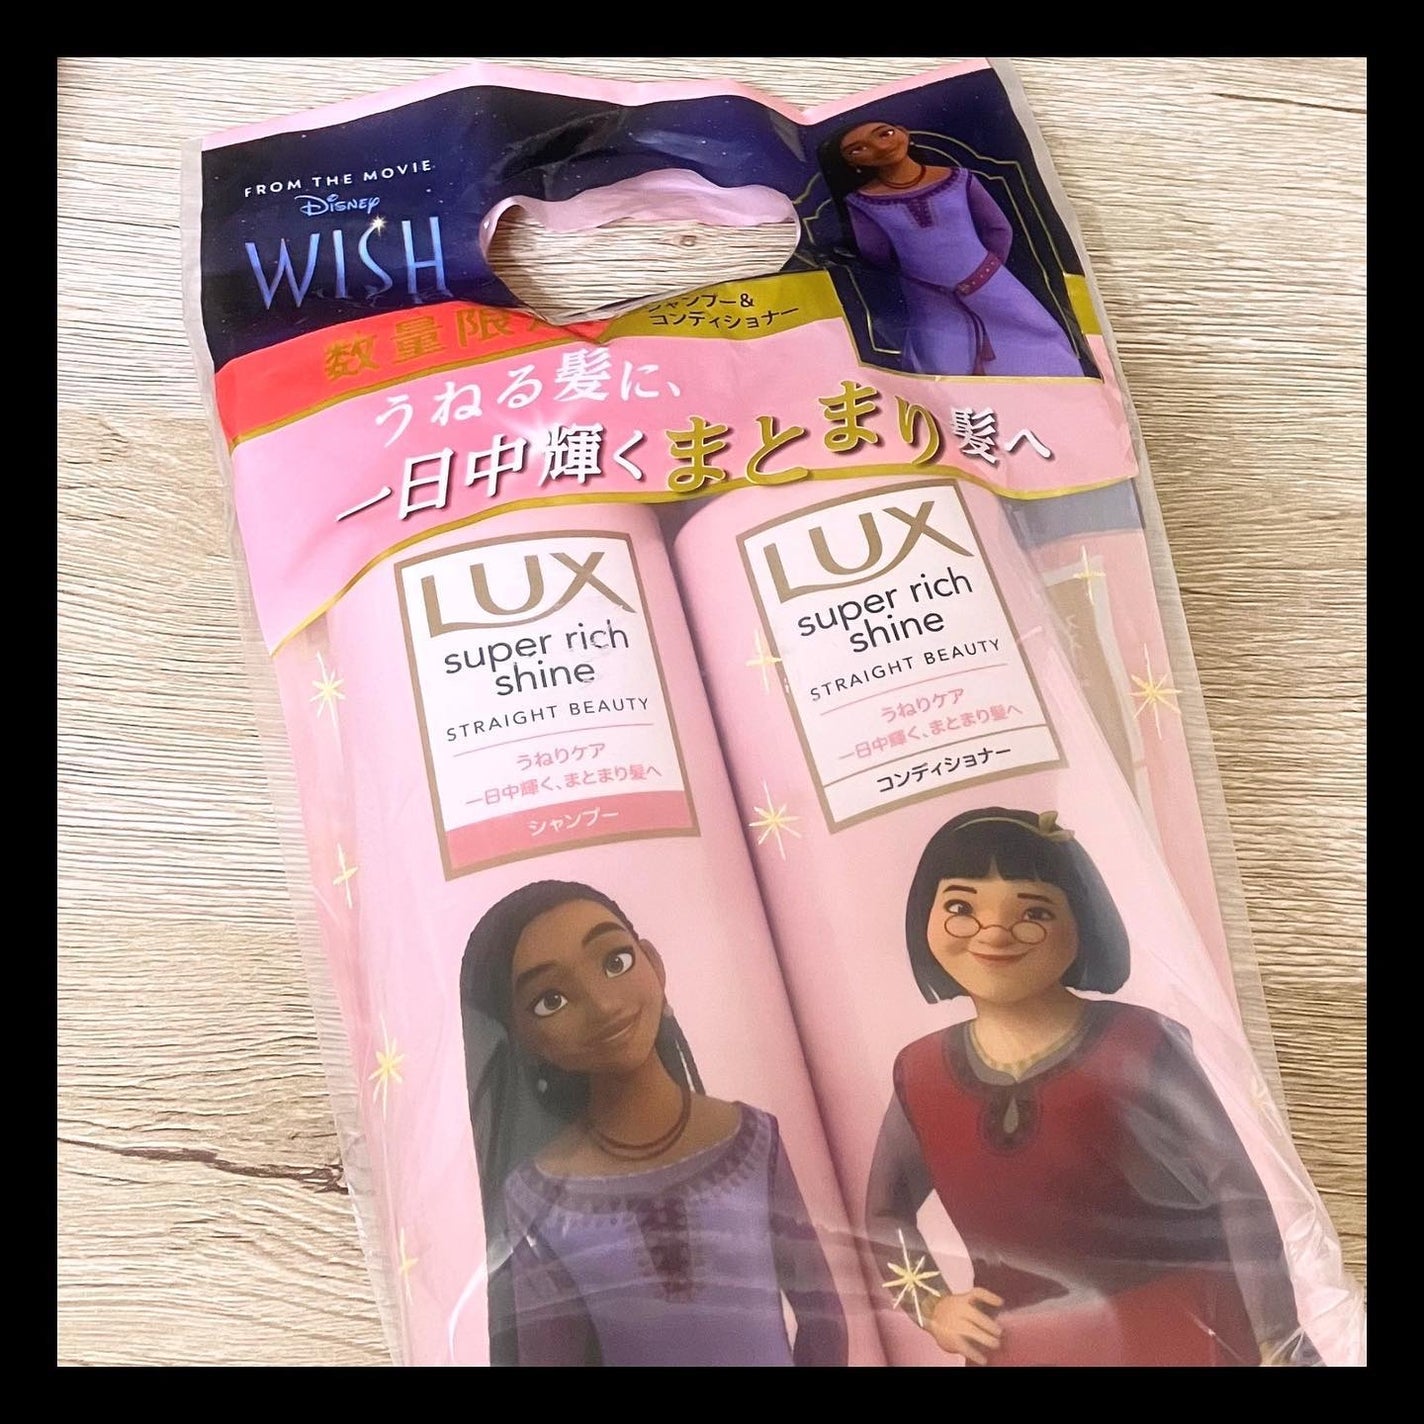 FROM THE MOVIE
Disney
WISH
数量限定
シャンプー&
コンディショナー
うねる髪に、
一日中輝くまとまり髪へ
LUX
super rich
shine
STRAIGHT BEAUTY
うねりケア
一日中輝く、まとまり髪へ
シャンプー
LUX
super rich
shine
STRAIGHT BEAUTY
うねりケア
一日中輝く、まとまり髪へ
コンディショナー